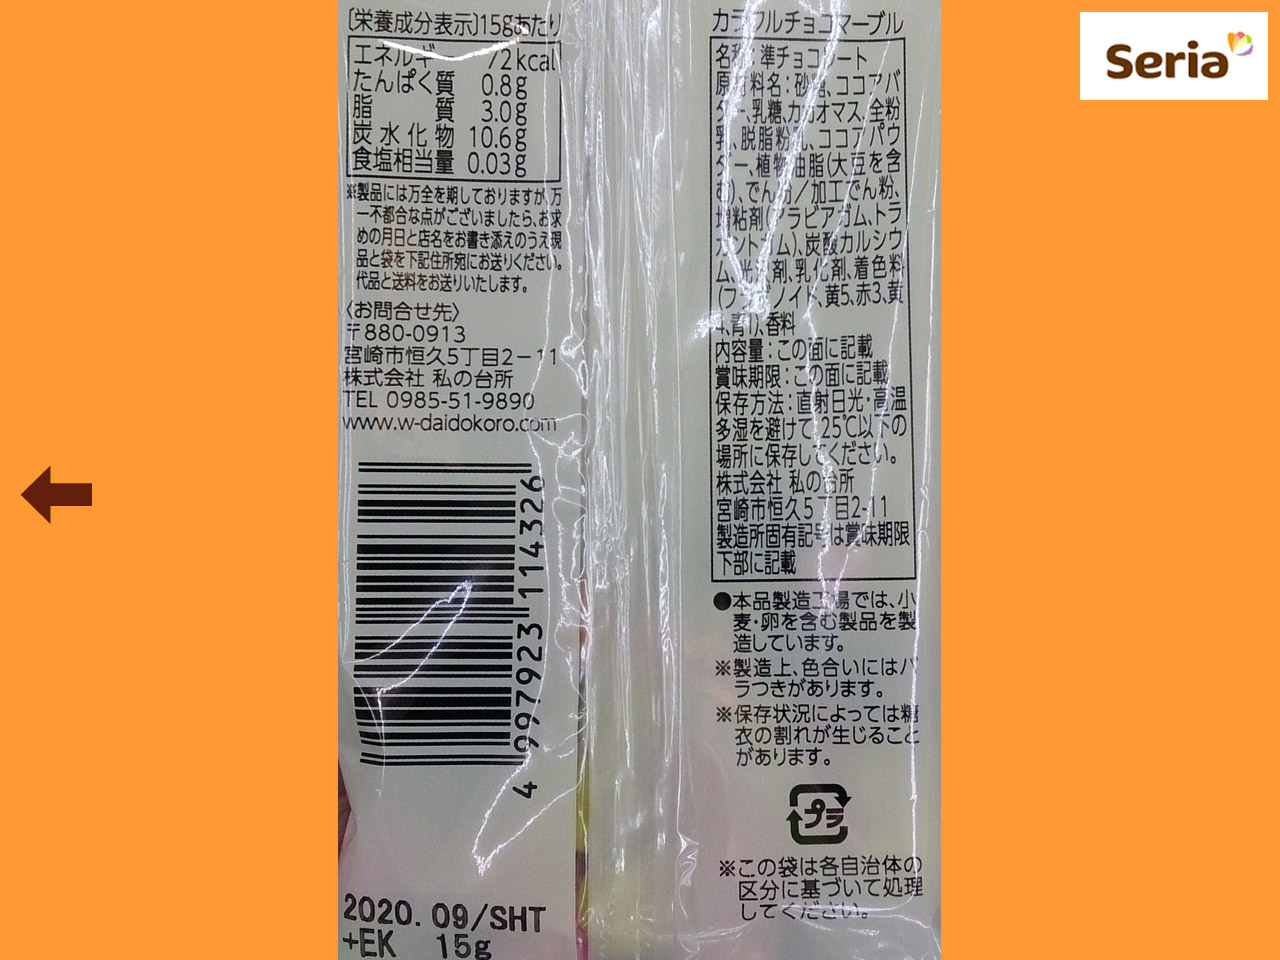 〔栄養成分表示〕15gあたり
エネルギー 72kcal
たんぱく質 0.8g
脂質 3.0g
炭水化物 10.6g
食塩相当量 0.03g
※製品には万全を期しておりますが、万
一不都合な点がございましたら、お求
めの月日と店名をお書き添えのうえ現
品と袋を下記住所宛にお送りください。
代品と送料をお送りいたします。
〈お問合せ先〉
〒880-0913
宮崎市恒久5丁目2−11
株式会社 私の台所
TEL 0985-51-9890
www.w-daidokoro.com
4 997923 114326
2020. 09/SHT
+EK 15g
カラフルチョコマーブル
名称：準チョコレート
原材料名：砂糖、ココアバ
ター、乳糖、カカオマス、全粉
乳、脱脂粉乳、ココアパウ
ダー、植物油脂(大豆を含
む)、でん粉／加工でん粉、
増粘剤(アラビアガム、トラ
ガントガム)、炭酸カルシウ
ム、光沢剤、乳化剤、着色料
(フラボノイド、黄5、赤3、黄
4、青1)、香料
内容量：この面に記載
賞味期限：この面に記載
保存方法：直射日光・高温
多湿を避けて、25℃以下の
場所に保存してください。
株式会社 私の台所
宮崎市恒久5丁目2-11
製造所固有記号は賞味期限
下部に記載
●本品製造工場では、小
麦・卵を含む製品を製
造しています。
※製造上、色合いにはバ
ラつきがあります。
※保存状況によっては糖
衣の割れが生じること
があります。
プラ
※この袋は各自治体の
区分に基づいて処理
してください。
Seria